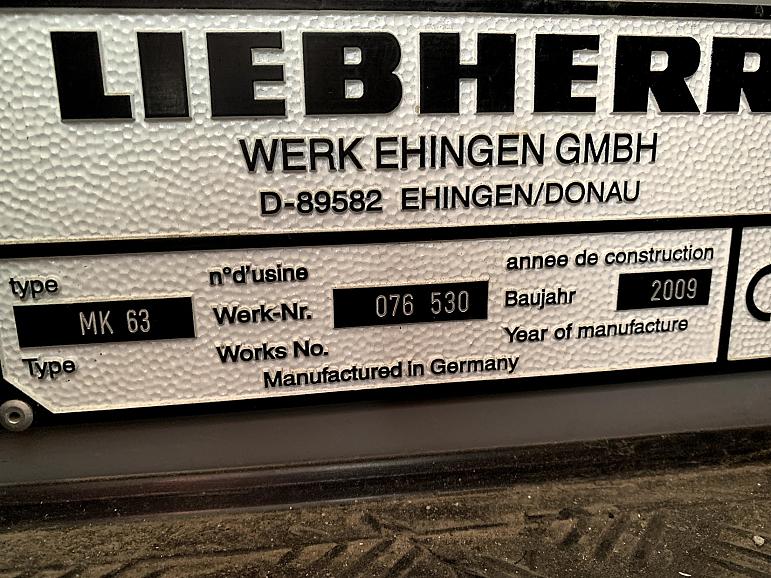 LIEBHERR
WERK EHINGEN GMBH
D-89582 EHINGEN/DONAU
type
MK 63
Type
n°d'usine
Werk-Nr. 076 530
Works No.
annee de construction
Baujahr 2009
Year of manufacture
Manufactured in Germany